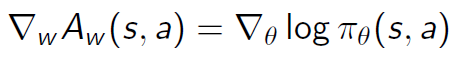 ∇_w A_w(s, a) = ∇_θ log π_θ(s, a)